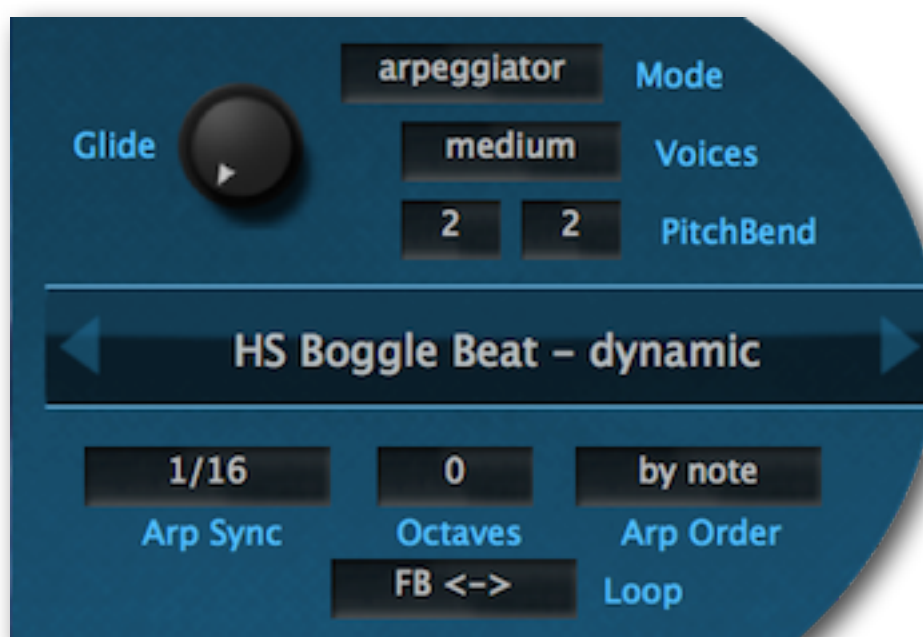 arpeggiator Mode
Glide
medium Voices
2 2 PitchBend
HS Boggle Beat – dynamic
1/16 0 by note
Arp Sync Octaves Arp Order
FB <-> Loop